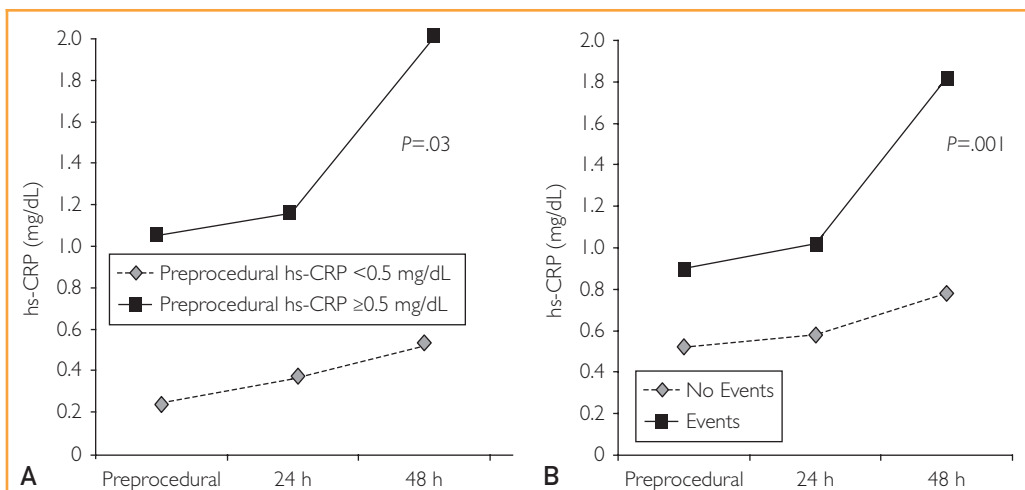 2.0
1.8
1.6
1.4
1.2
1.0
0.8
0.6
0.4
0.2
0
hs-CRP (mg/dL)
P=.03
Preprocedural hs-CRP <0.5 mg/dL
Preprocedural hs-CRP ≥0.5 mg/dL
A
Preprocedural 24 h 48 h
2.0
1.8
1.6
1.4
1.2
1.0
0.8
0.6
0.4
0.2
0
hs-CRP (mg/dL)
P=.001
No Events
Events
B
Preprocedural 24 h 48 h